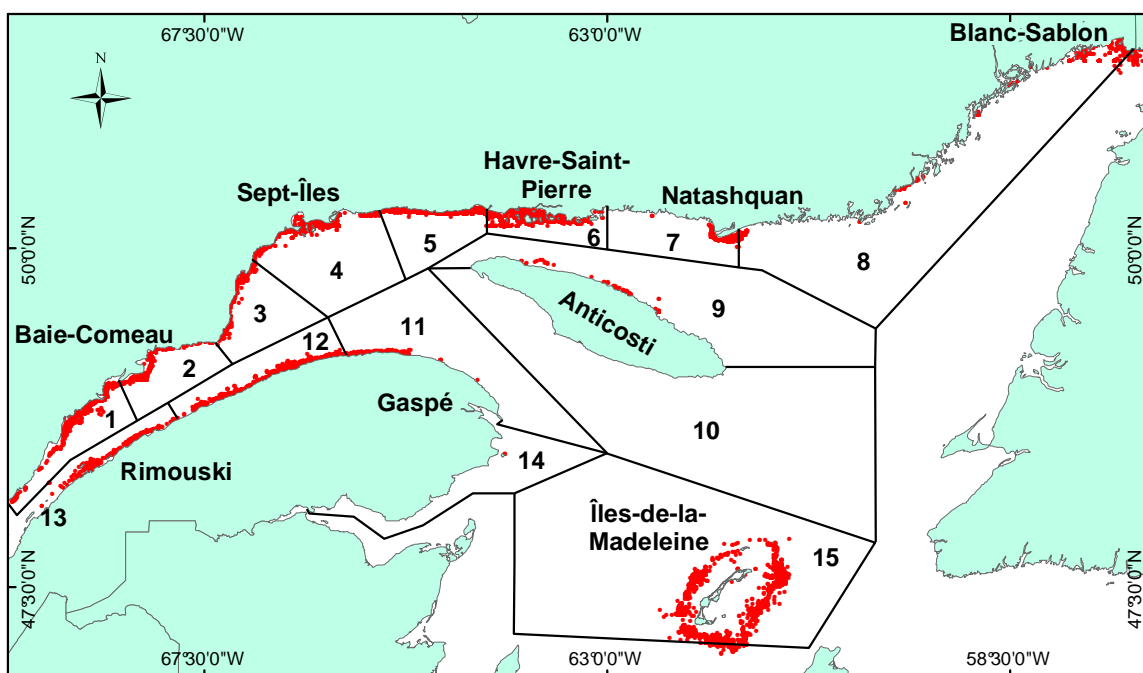 67°30'0"W 63°0'0"W
Blanc-Sablon
N
Havre-Saint-
Pierre
Sept-Îles
Natashquan
50°0'0"N
50°0'0"N
5
6
7
8
4
9
3
Anticosti
11
12
Baie-Comeau
2
Gaspé
10
1
14
Rimouski
Îles-de-la-
Madeleine
15
13
47°30'0"N
47°30'0"N
67°30'0"W 63°0'0"W 58°30'0"W